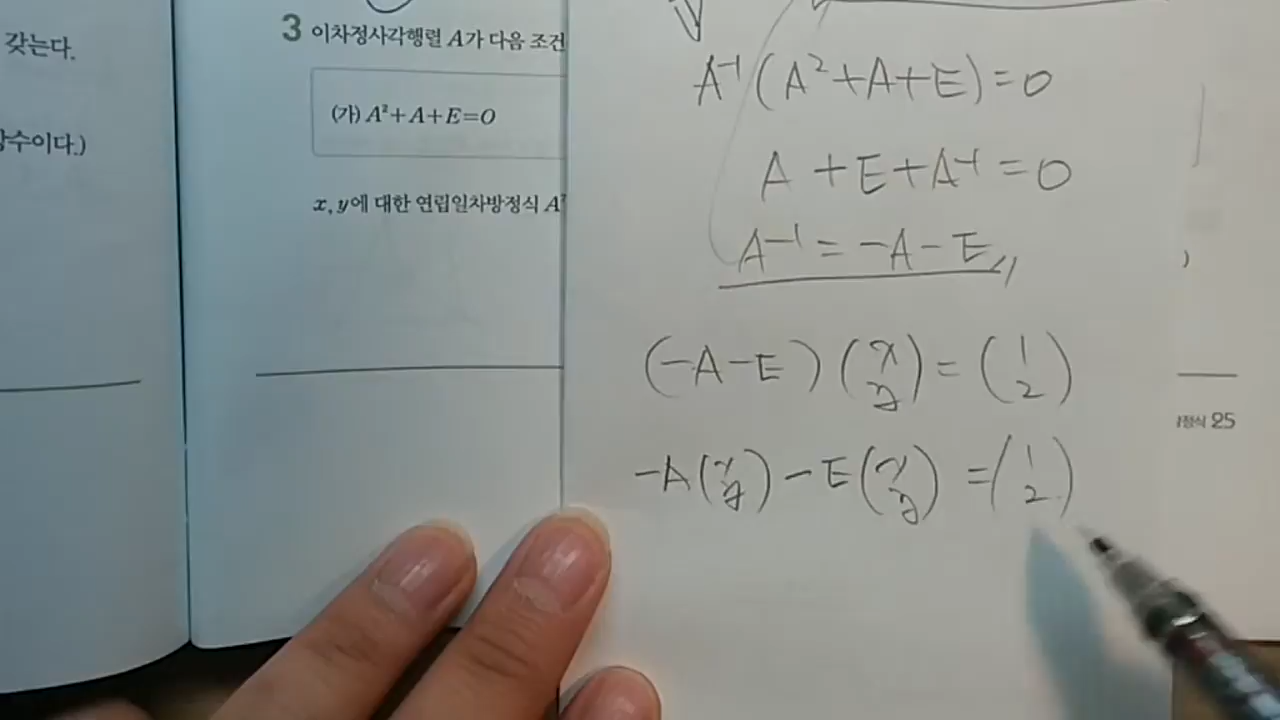 갖는다.
상수이다.)
3 이차정사각행렬 A가 다음 조건
(가) A²+A+E=O
x, y에 대한 연립일차방정식 A
A⁻¹(A²+A+E)=0
A+E+A⁻¹=0
A⁻¹=-A-E
(-A-E)(x y)=(1 2)
-A(x y)-E(x y)=(1 2)
25